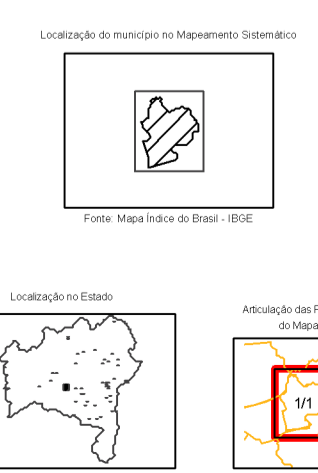 Localização do município no Mapeamento Sistemático
Fonte: Mapa Índice do Brasil - IBGE
Localização no Estado
Articulação das
do Mapa
1/1